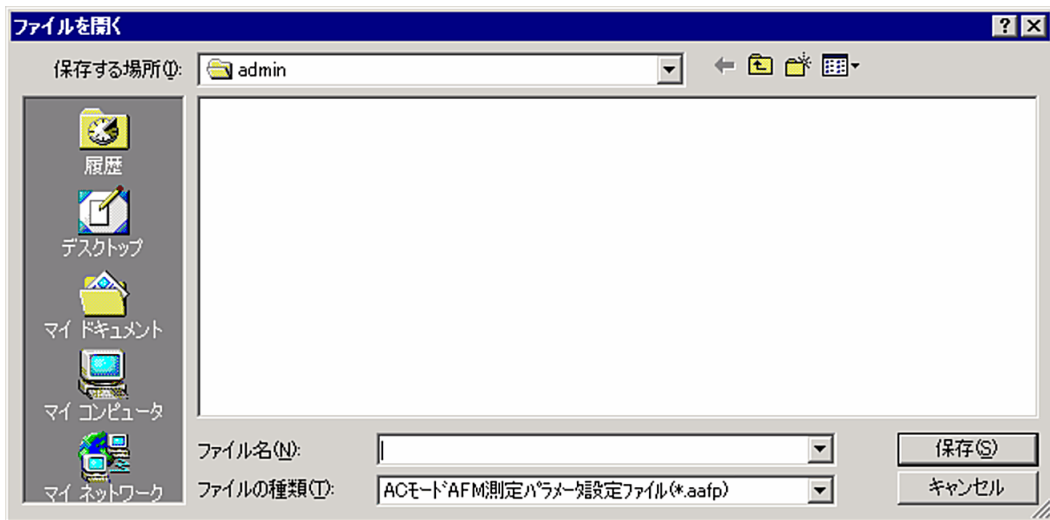 ファイルを開く
保存する場所(I):
admin
履歴
デスクトップ
マイ ドキュメント
マイ コンピュータ
マイ ネットワーク
ファイル名(N):
保存(S)
ファイルの種類(T):
ACモードAFM測定パラメータ設定ファイル(*.aafp)
キャンセル